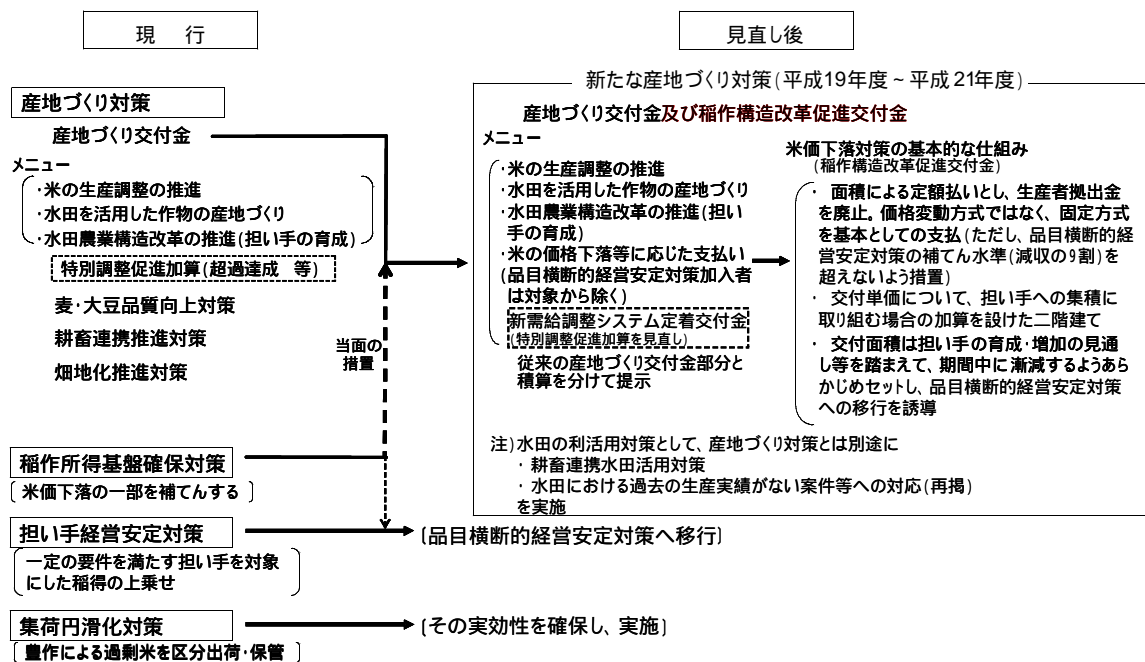 現 行
見直し後
産地づくり対策
産地づくり交付金
メニュー
・米の生産調整の推進
・水田を活用した作物の産地づくり
・水田農業構造改革の推進(担い手の育成)
特別調整促進加算(超過達成 等)
麦・大豆品質向上対策
耕畜連携推進対策
畑地化推進対策
当面の
措置
稲作所得基盤確保対策
米価下落の一部を補てんする
担い手経営安定対策
一定の要件を満たす担い手を対象
にした稲得の上乗せ
集荷円滑化対策
豊作による過剰米を区分出荷・保管
新たな産地づくり対策(平成19年度~平成21年度)
産地づくり交付金及び稲作構造改革促進交付金
メニュー
・米の生産調整の推進
・水田を活用した作物の産地づくり
・水田農業構造改革の推進(担い
手の育成)
・米の価格下落等に応じた支払い
(品目横断的経営安定対策加入者
は対象から除く)
新需給調整システム定着交付金
(特別調整促進加算を見直し)
従来の産地づくり交付金部分と
積算を分けて提示
米価下落対策の基本的な仕組み
(稲作構造改革促進交付金)
・ 面積による定額払いとし、生産者拠出金
を廃止。価格変動方式ではなく、固定方式
を基本としての支払(ただし、品目横断的経
営安定対策の補てん水準(減収の9割)を
超えないよう措置)
・ 交付単価について、担い手への集積に
取り組む場合の加算を設けた二階建て
・ 交付面積は担い手の育成・増加の見通
し等を踏まえて、期間中に漸減するようあら
かじめセットし、品目横断的経営安定対策
への移行を誘導
注)水田の利活用対策として、産地づくり対策とは別途に
・耕畜連携水田活用対策
・水田における過去の生産実績がない案件等への対応(再掲)
を実施
(品目横断的経営安定対策へ移行)
(その実効性を確保し、実施)